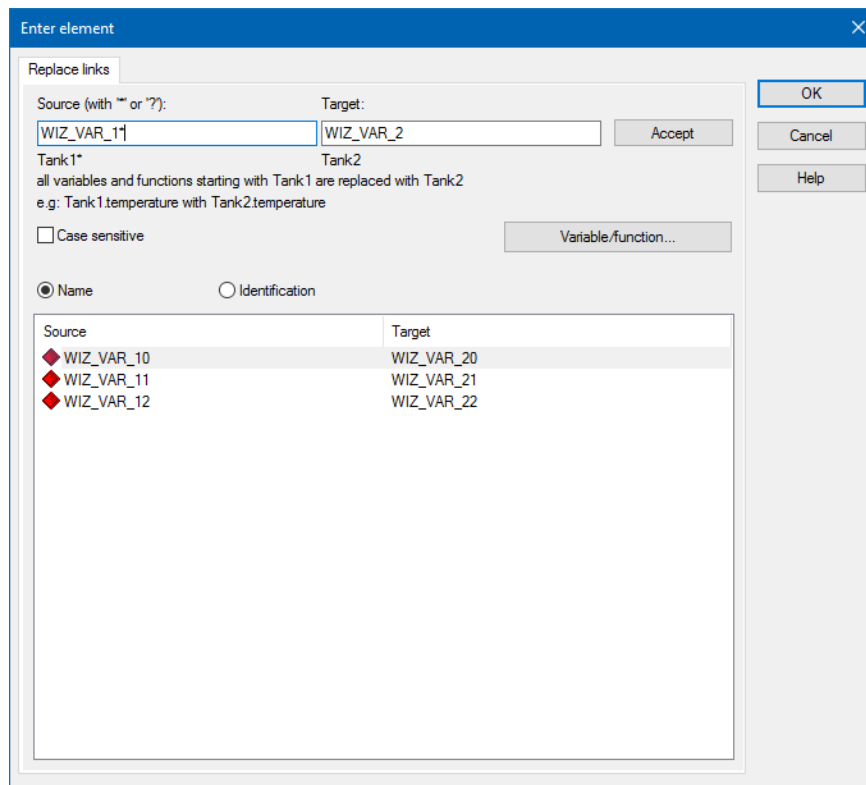 Enter element
Replace links
Source (with '*' or '?'):
Target:
WIZ_VAR_1*
WIZ_VAR_2
Accept
Tank1*
Tank2
all variables and functions starting with Tank1 are replaced with Tank2
e.g: Tank1.temperature with Tank2.temperature
Case sensitive
Variable/function...
Name
Identification
Source
Target
WIZ_VAR_10
WIZ_VAR_20
WIZ_VAR_11
WIZ_VAR_21
WIZ_VAR_12
WIZ_VAR_22
OK
Cancel
Help